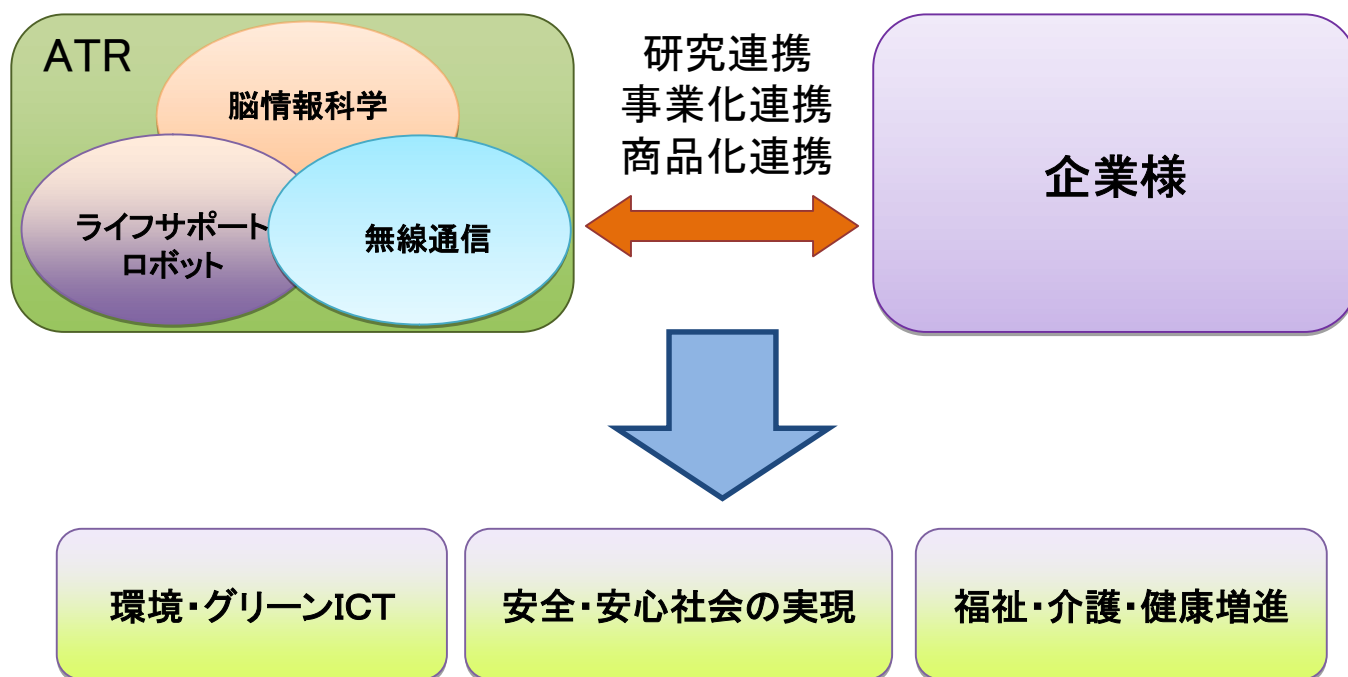 ATR
脳情報科学
ライフサポート
ロボット
無線通信
研究連携
事業化連携
商品化連携
企業様
環境・グリーンICT
安全・安心社会の実現
福祉・介護・健康増進